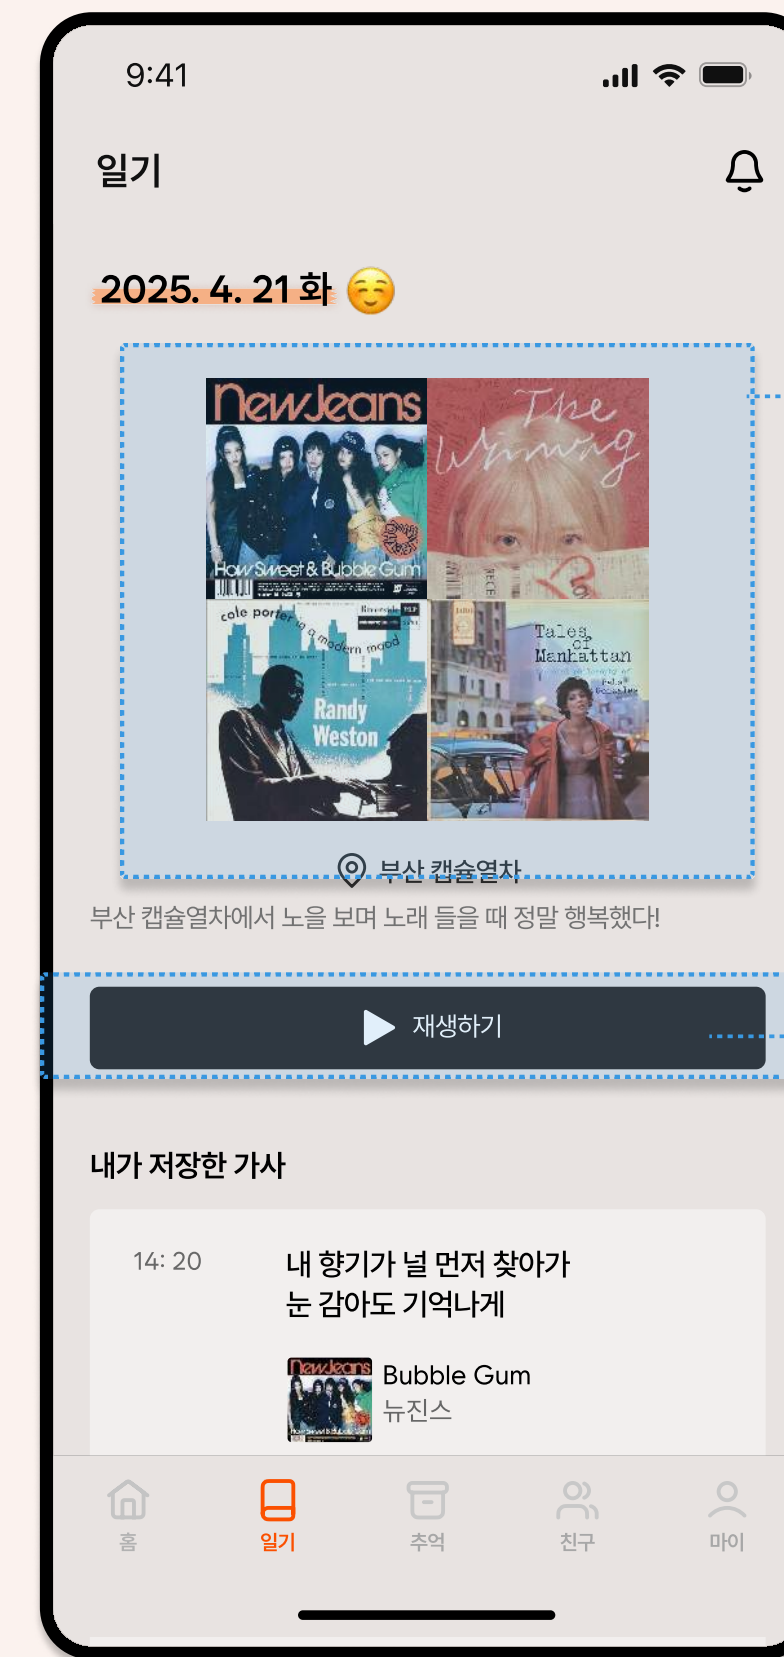 9:41
일기
2025. 4. 21 화
NewJeans
How Sweet & Bubble Gum
The
Winning
cole porter in a modern mood
Riverside
Randy
Weston
Tales
of
Manhattan
부산 캡슐열차
부산 캡슐열차에서 노을 보며 노래 들을 때 정말 행복했다!
재생하기
내가 저장한 가사
14: 20
내 향기가 널 먼저 찾아가
눈 감아도 기억나게
NewJeans
Bubble Gum
뉴진스
홈
일기
추억
친구
마이